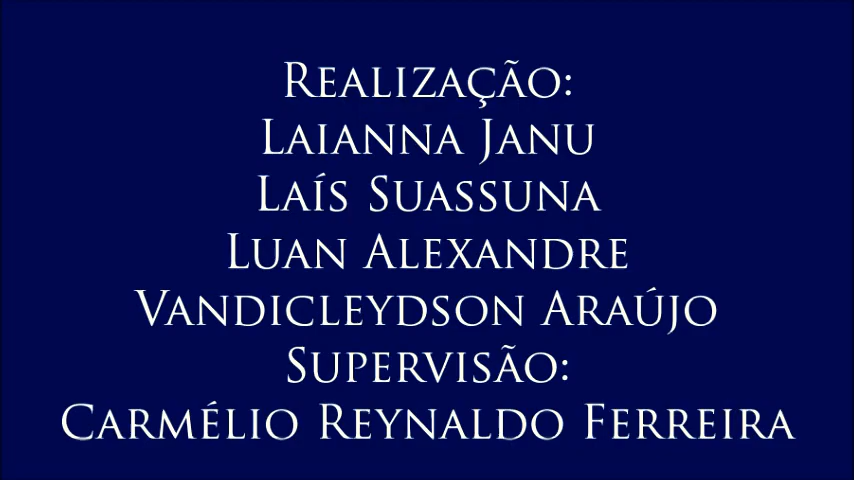 Realização:
Laianna Janu
Laís Suassuna
Luan Alexandre
Vandicleydson Araújo
Supervisão:
Carmélio Reynaldo Ferreira